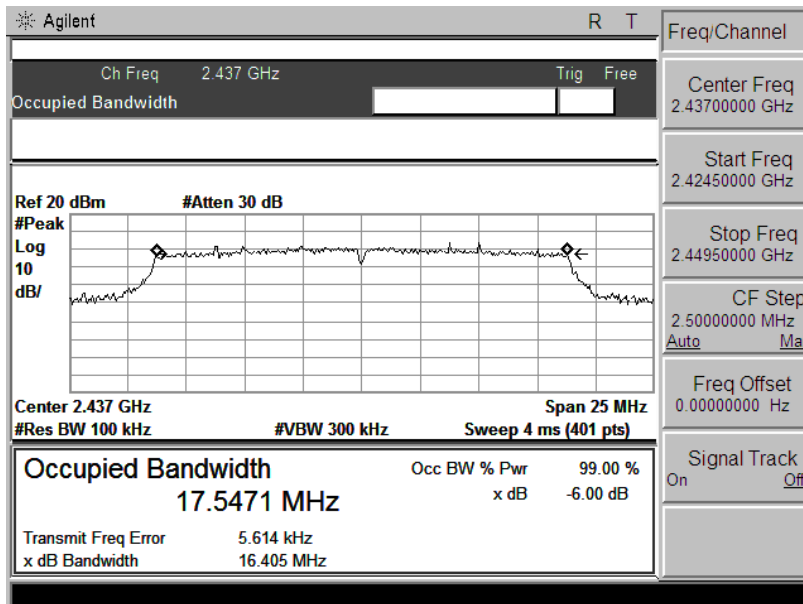 Agilent R T
Ch Freq 2.437 GHz Trig Free
Occupied Bandwidth
Ref 20 dBm #Atten 30 dB
#Peak
Log
10
dB/
Center 2.437 GHz Span 25 MHz
#Res BW 100 kHz #VBW 300 kHz Sweep 4 ms (401 pts)
Occupied Bandwidth
17.5471 MHz
Occ BW % Pwr 99.00 %
x dB -6.00 dB
Transmit Freq Error 5.614 kHz
x dB Bandwidth 16.405 MHz
Freq/Channel
Center Freq
2.43700000 GHz
Start Freq
2.42450000 GHz
Stop Freq
2.44950000 GHz
CF Step
2.50000000 MHz
Auto Ma
Freq Offset
0.00000000 Hz
Signal Track
On Off